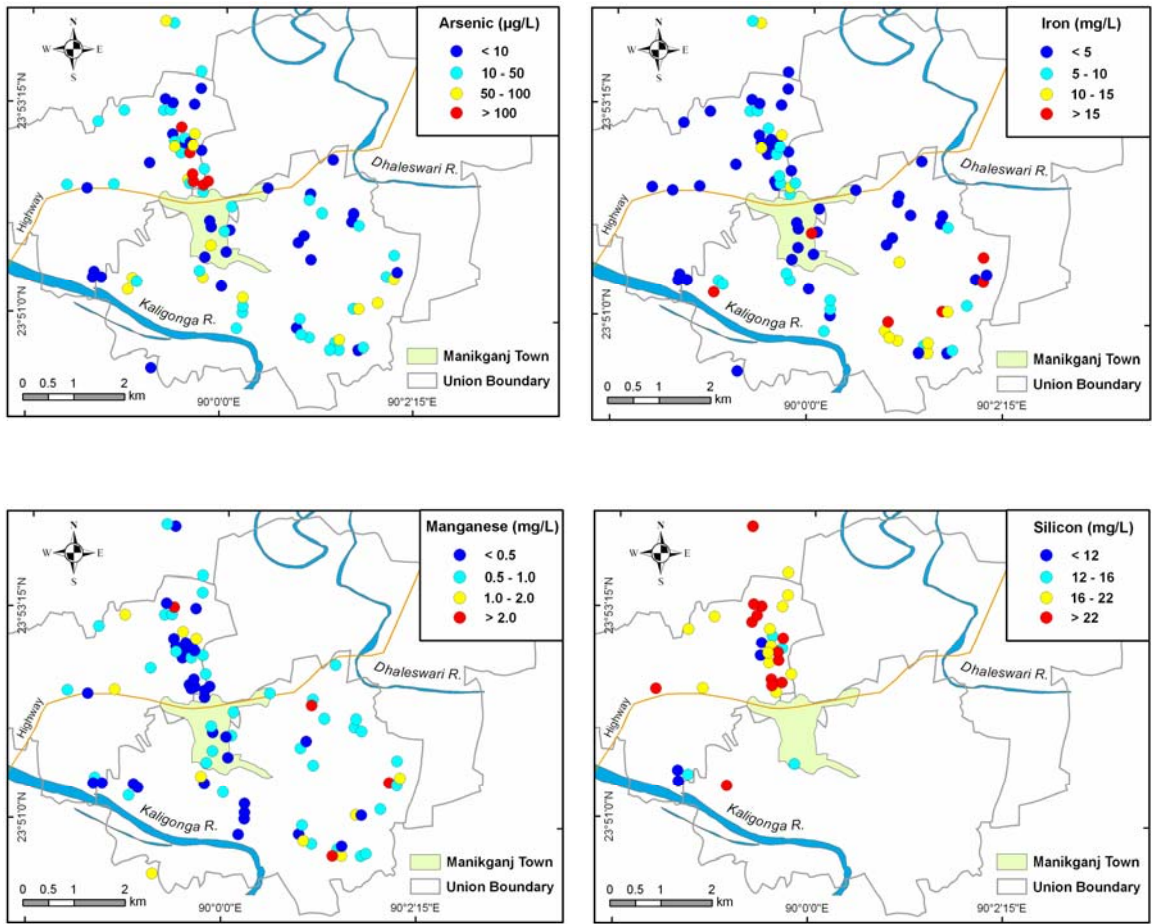 Arsenic (µg/L)
< 10
10 - 50
50 - 100
> 100
N
W E
S
23°53'15"N
23°51'0"N
Highway
Dhaleswari R.
Kaligonga R.
Manikganj Town
Union Boundary
0 0.5 1 2
km
90°0'0"E
90°2'15"E
Iron (mg/L)
< 5
5 - 10
10 - 15
> 15
N
W E
S
23°53'15"N
23°51'0"N
Highway
Dhaleswari R.
Kaligonga R.
Manikganj Town
Union Boundary
0 0.5 1 2
km
90°0'0"E
90°2'15"E
Manganese (mg/L)
< 0.5
0.5 - 1.0
1.0 - 2.0
> 2.0
N
W E
S
23°53'15"N
23°51'0"N
Highway
Dhaleswari R.
Kaligonga R.
Manikganj Town
Union Boundary
0 0.5 1 2
km
90°0'0"E
90°2'15"E
Silicon (mg/L)
< 12
12 - 16
16 - 22
> 22
N
W E
S
23°53'15"N
23°51'0"N
Highway
Dhaleswari R.
Kaligonga R.
Manikganj Town
Union Boundary
0 0.5 1 2
km
90°0'0"E
90°2'15"E